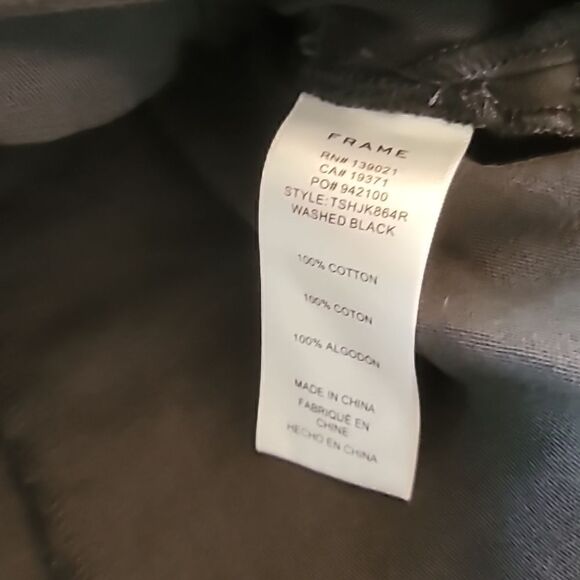 FRAME
RN# 139021
CA# 19371
PO# 942100
STYLE: TSHJK864R
WASHED BLACK
100% COTTON
100% COTON
100% ALGODON
MADE IN CHINA
FABRIQUÉ EN
CHINE
HECHO EN CHINA